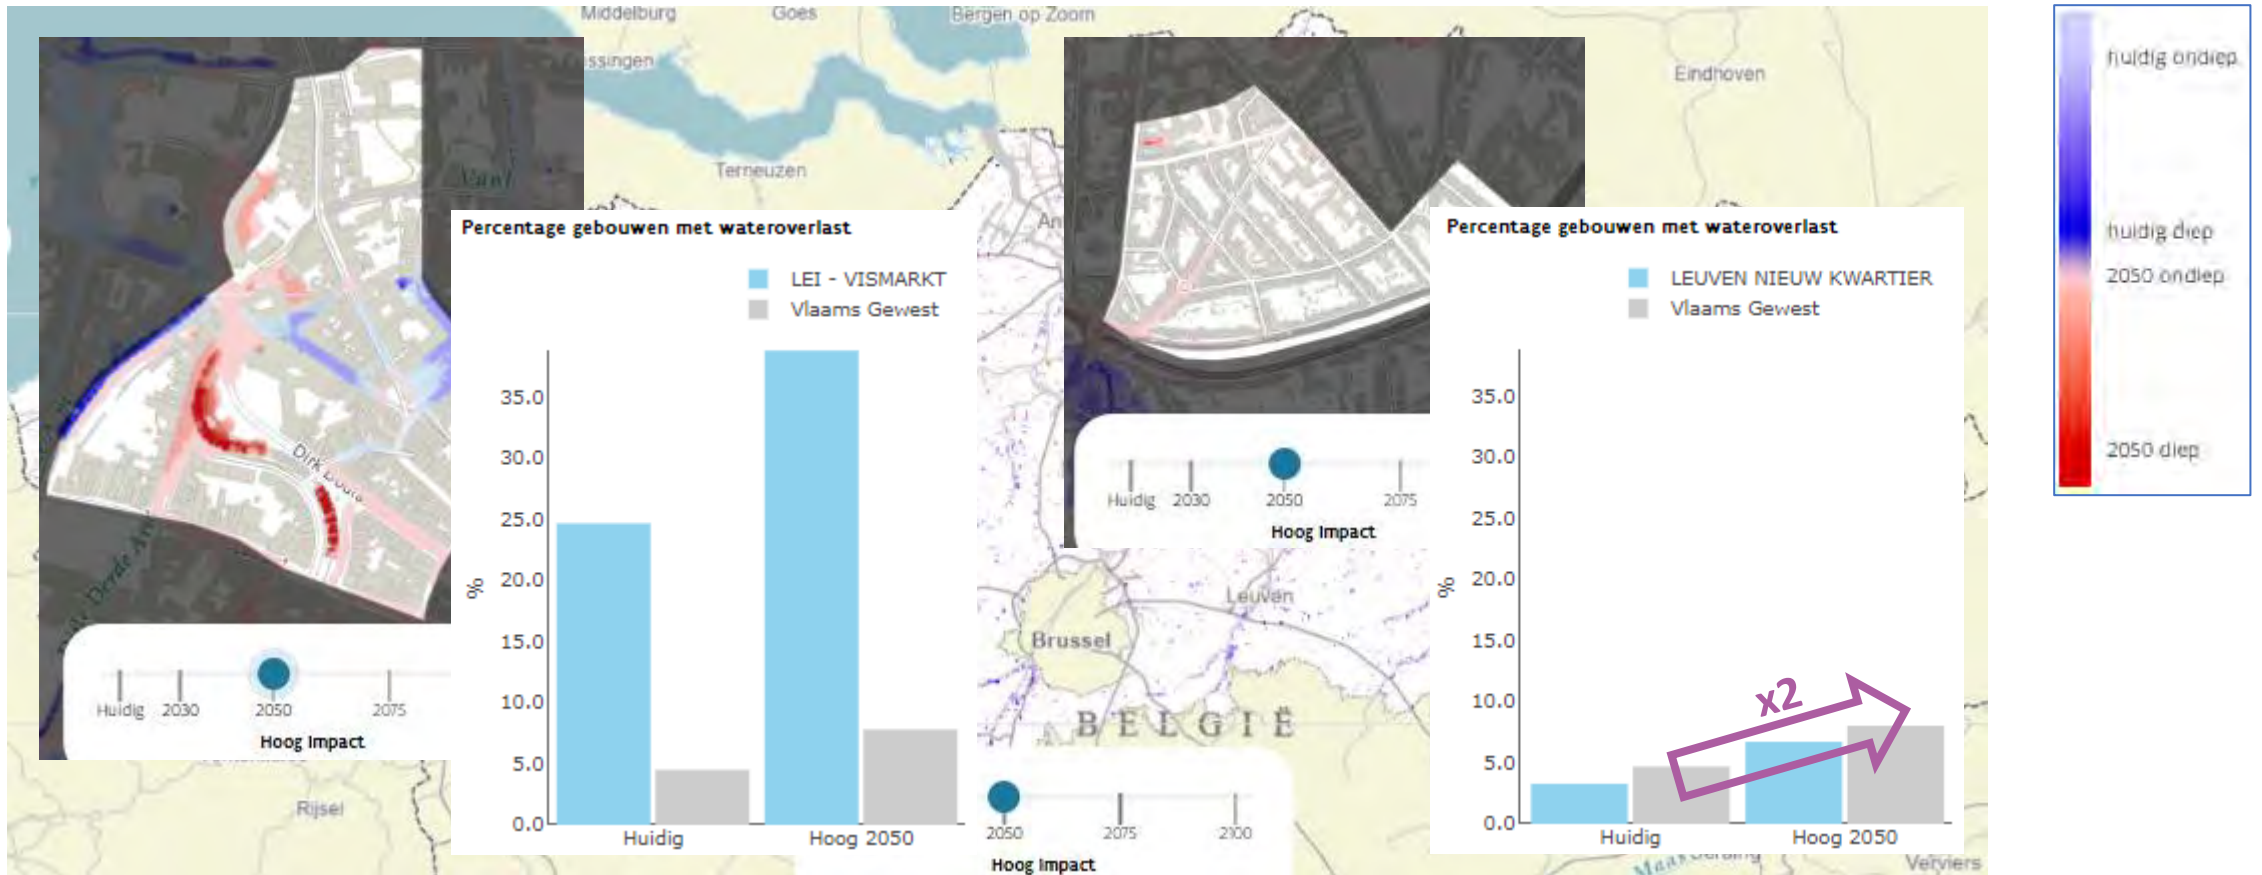 Middelburg
Goes
Bergen op Zoom
ssingen
Terneuzen
Eindhoven
An
Leuven
Brussel
BELGIË
Rijsel
Verviers
Dirk Bouts
Percentage gebouwen met wateroverlast
LEI - VISMARKT
Vlaams Gewest
35.0
30.0
25.0
20.0
15.0
10.0
5.0
0.0
%
Huidig
Hoog 2050
Huidig
2030
2050
2075
Hoog Impact
Huidig
2030
2050
2075
Hoog Impact
2050
2075
2100
Hoog Impact
Percentage gebouwen met wateroverlast
LEUVEN NIEUW KWARTIER
Vlaams Gewest
35.0
30.0
25.0
20.0
15.0
10.0
5.0
0.0
%
x2
Huidig
Hoog 2050
huidig ondiep
huidig diep
2050 ondiep
2050 diep